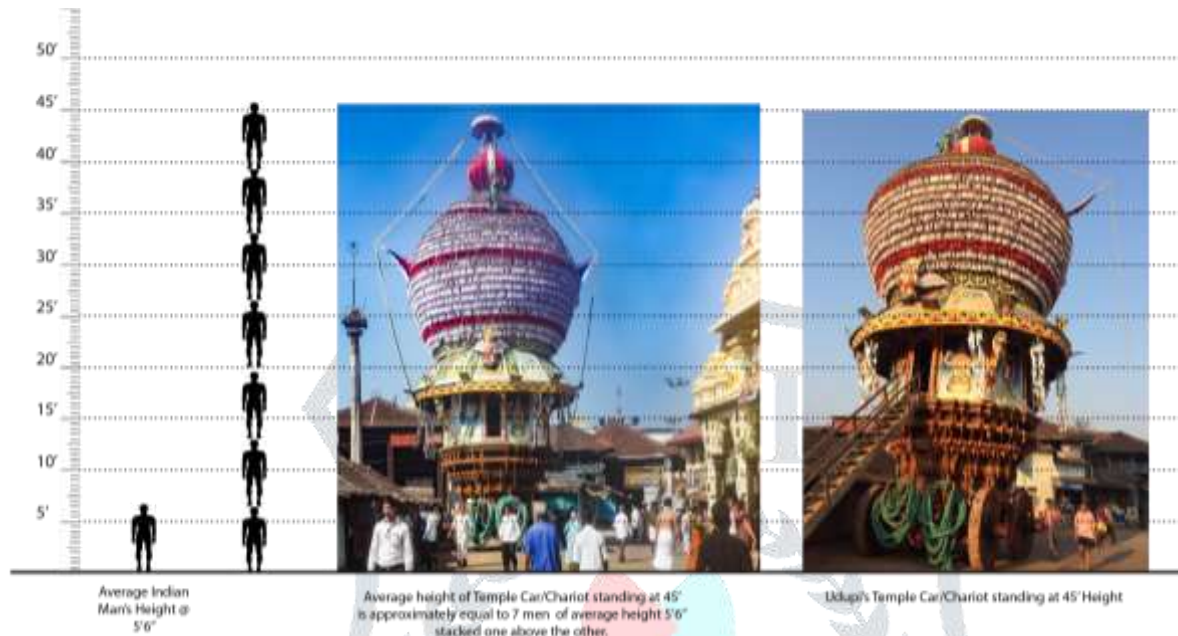 50'
45'
40'
35'
30'
25'
20'
15'
10'
5'
Average Indian
Man's Height @
5'6"
Average height of Temple Car/Chariot standing at 45'
is approximately equal to 7 men of average height 5'6"
stacked one above the other.
Udupi's Temple Car/Chariot standing at 45' Height